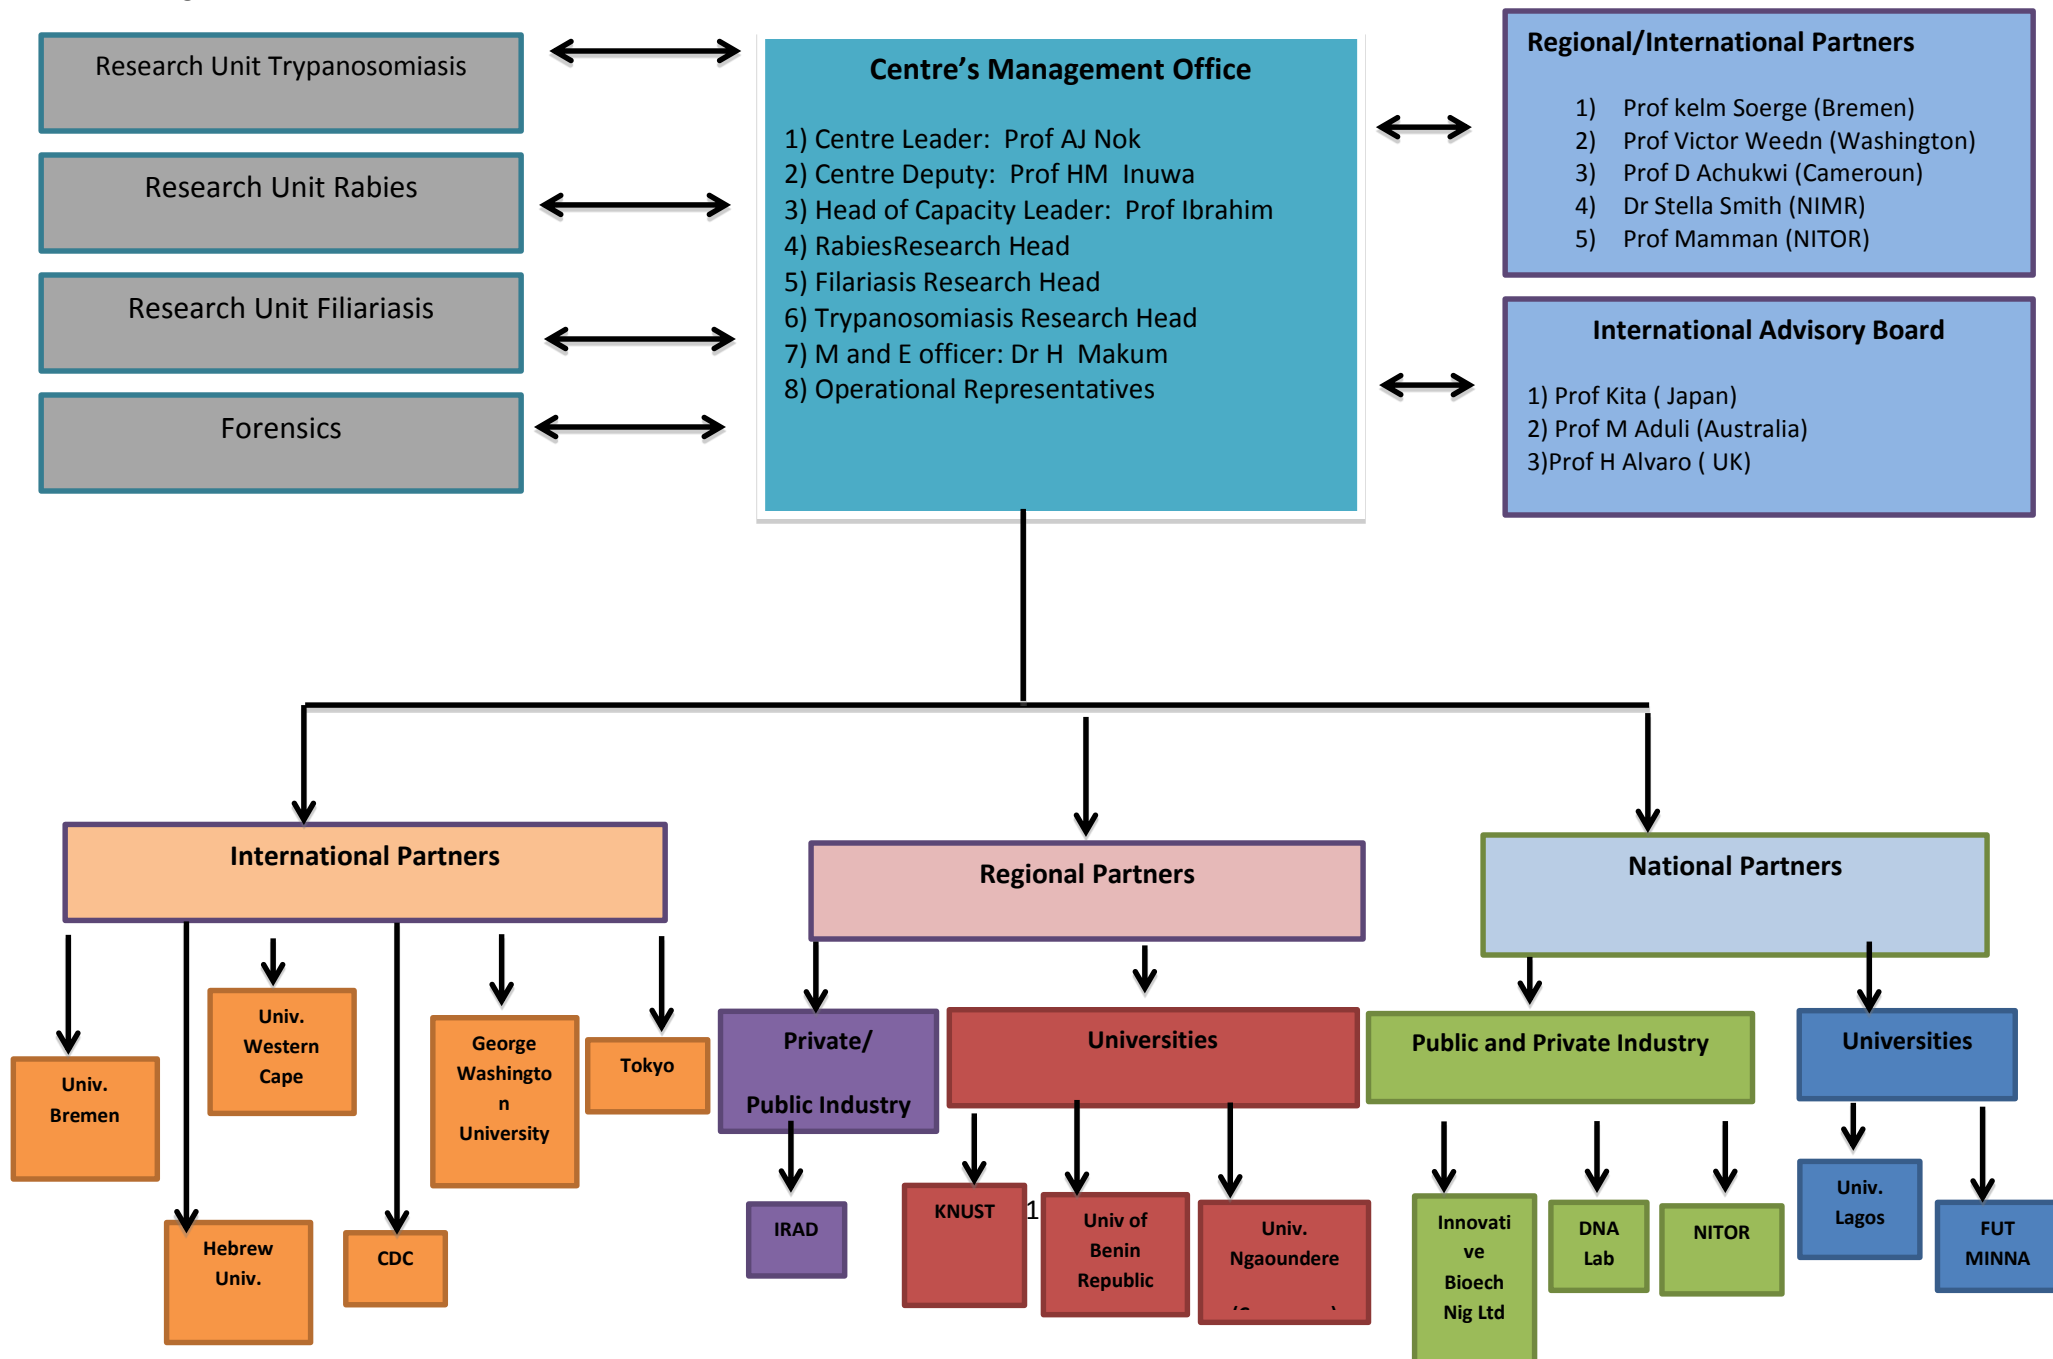 Research Unit Trypanosomiasis
Research Unit Rabies
Research Unit Filiariasis
Forensics
Centre’s Management Office
1) Centre Leader:  Prof AJ Nok
2) Centre Deputy:  Prof HM  Inuwa
3) Head of Capacity Leader:  Prof Ibrahim
4) RabiesResearch Head
5) Filariasis Research Head
6) Trypanosomiasis Research Head
7) M and E officer: Dr H  Makum
8) Operational Representatives
Regional/International Partners
1) Prof kelm Soerge (Bremen)
2) Prof Victor Weedn (Washington)
3) Prof D Achukwi (Cameroun)
4) Dr Stella Smith (NIMR)
5) Prof Mamman (NITOR)
International Advisory Board
1) Prof Kita ( Japan)
2) Prof M Aduli (Australia)
3)Prof H Alvaro ( UK)
International Partners
Regional Partners
National Partners
Univ.
Bremen
Hebrew
Univ.
Univ.
Western
Cape
CDC
George
Washingto
n
University
Tokyo
Private/
Public Industry
IRAD
Universities
KNUST
1
Univ of
Benin
Republic
Univ.
Ngaoundere
Public and Private Industry
Innovati
ve
Bioech
Nig Ltd
DNA
Lab
NITOR
Universities
Univ.
Lagos
FUT
MINNA